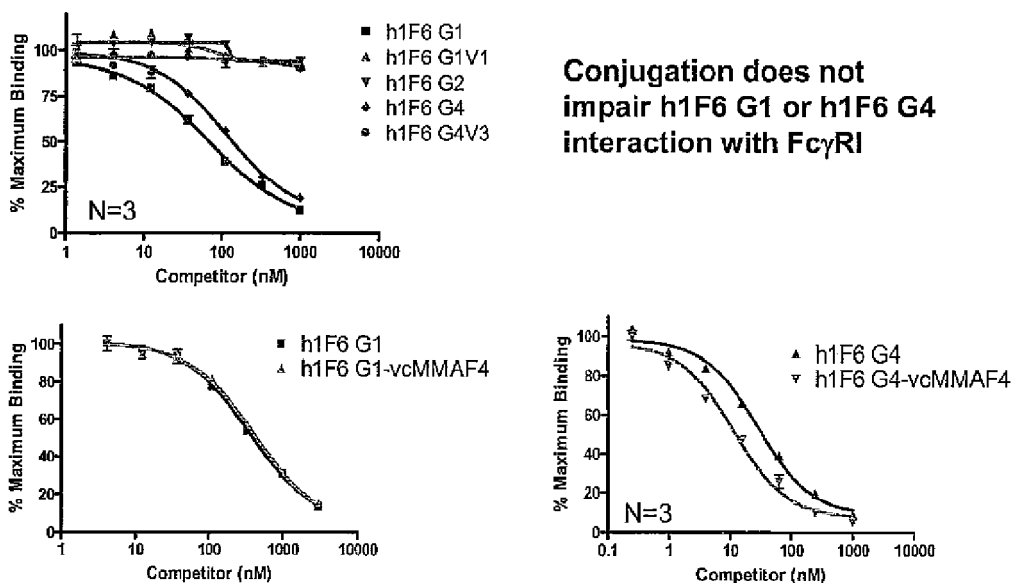 h1F6 G1
h1F6 G1V1
h1F6 G2
h1F6 G4
h1F6 G4V3
% Maximum Binding
100
75
50
25
0
N=3
1
10
100
1000
10000
Competitor (nM)
Conjugation does not
impair h1F6 G1 or h1F6 G4
interaction with FcγRI
% Maximum Binding
100
80
60
40
20
0
h1F6 G1
h1F6 G1-vcMMAF4
1
10
100
1000
10000
Competitor (nM)
% Maximum Binding
100
80
60
40
20
0
h1F6 G4
h1F6 G4-vcMMAF4
N=3
0.1
1
10
100
1000
10000
Competitor (nM)